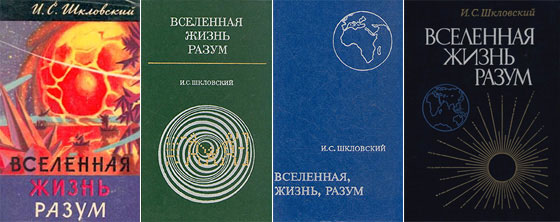 И.С.Шкловский
ВСЕЛЕННАЯ
ЖИЗНЬ
РАЗУМ
ВСЕЛЕННАЯ
ЖИЗНЬ
РАЗУМ
И.С.ШКЛОВСКИЙ
И.С. ШКЛОВСКИЙ
ВСЕЛЕННАЯ,
ЖИЗНЬ, РАЗУМ
И.С. Шкловский
ВСЕЛЕННАЯ
ЖИЗНЬ
РАЗУМ